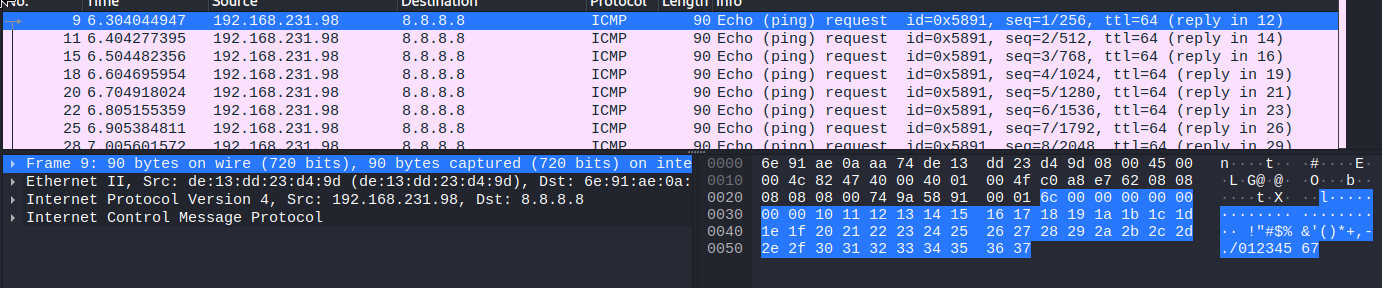 No. Time Source Destination Protocol Length Info
9 6.304044947 192.168.231.98 8.8.8.8 ICMP 90 Echo (ping) request id=0x5891, seq=1/256, ttl=64 (reply in 12)
11 6.404277395 192.168.231.98 8.8.8.8 ICMP 90 Echo (ping) request id=0x5891, seq=2/512, ttl=64 (reply in 14)
15 6.504482356 192.168.231.98 8.8.8.8 ICMP 90 Echo (ping) request id=0x5891, seq=3/768, ttl=64 (reply in 16)
18 6.604695954 192.168.231.98 8.8.8.8 ICMP 90 Echo (ping) request id=0x5891, seq=4/1024, ttl=64 (reply in 19)
20 6.704918024 192.168.231.98 8.8.8.8 ICMP 90 Echo (ping) request id=0x5891, seq=5/1280, ttl=64 (reply in 21)
22 6.805155359 192.168.231.98 8.8.8.8 ICMP 90 Echo (ping) request id=0x5891, seq=6/1536, ttl=64 (reply in 23)
25 6.905384811 192.168.231.98 8.8.8.8 ICMP 90 Echo (ping) request id=0x5891, seq=7/1792, ttl=64 (reply in 26)
28 7.005601572 192.168.231.98 8.8.8.8 ICMP 90 Echo (ping) request id=0x5891, seq=8/2048, ttl=64 (reply in 29)
Frame 9: 90 bytes on wire (720 bits), 90 bytes captured (720 bits) on inte
Ethernet II, Src: de:13:dd:23:d4:9d (de:13:dd:23:d4:9d), Dst: 6e:91:ae:0a:
Internet Protocol Version 4, Src: 192.168.231.98, Dst: 8.8.8.8
Internet Control Message Protocol
0000 6e 91 ae 0a aa 74 de 13 dd 23 d4 9d 08 00 45 00 n····t·· ·#····E·
0010 00 4c 82 47 40 00 40 01 00 4f c0 a8 e7 62 08 08 ·L·G@·@· ·O···b··
0020 08 08 08 00 74 9a 58 91 00 01 6c 00 00 00 00 00 ····t·X· ··l·····
0030 00 00 10 11 12 13 14 15 16 17 18 19 1a 1b 1c 1d ········ ········
0040 1e 1f 20 21 22 23 24 25 26 27 28 29 2a 2b 2c 2d ·· !"#$% &'()*+,-
0050 2e 2f 30 31 32 33 34 35 36 37 ./012345 67